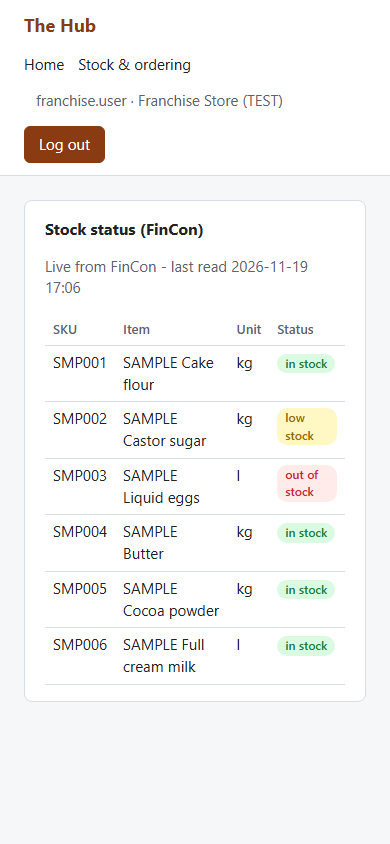 The Hub
Home Stock & ordering
franchise.user · Franchise Store (TEST)
Log out
Stock status (FinCon)
Live from FinCon - last read 2026-11-19
17:06
SKU Item Unit Status
SMP001 SAMPLE Cake kg in stock
flour
SMP002 SAMPLE kg low
Castor sugar stock
SMP003 SAMPLE l out of
Liquid eggs stock
SMP004 SAMPLE kg in stock
Butter
SMP005 SAMPLE kg in stock
Cocoa powder
SMP006 SAMPLE Full l in stock
cream milk